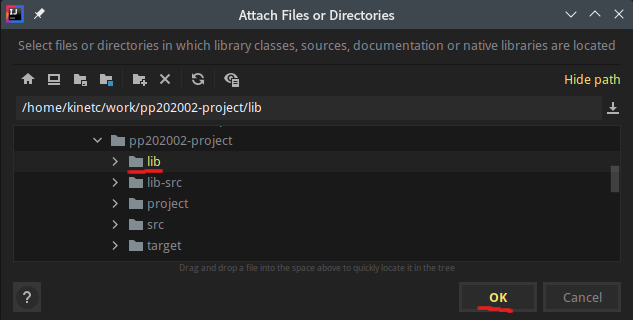 IJ
Attach Files or Directories
Select files or directories in which library classes, sources, documentation or native libraries are located
Hide path
/home/kinetc/work/pp202002-project/lib
pp202002-project
lib
lib-src
project
src
target
Drag and drop a file into the space above to quickly locate it in the tree
?
OK
Cancel